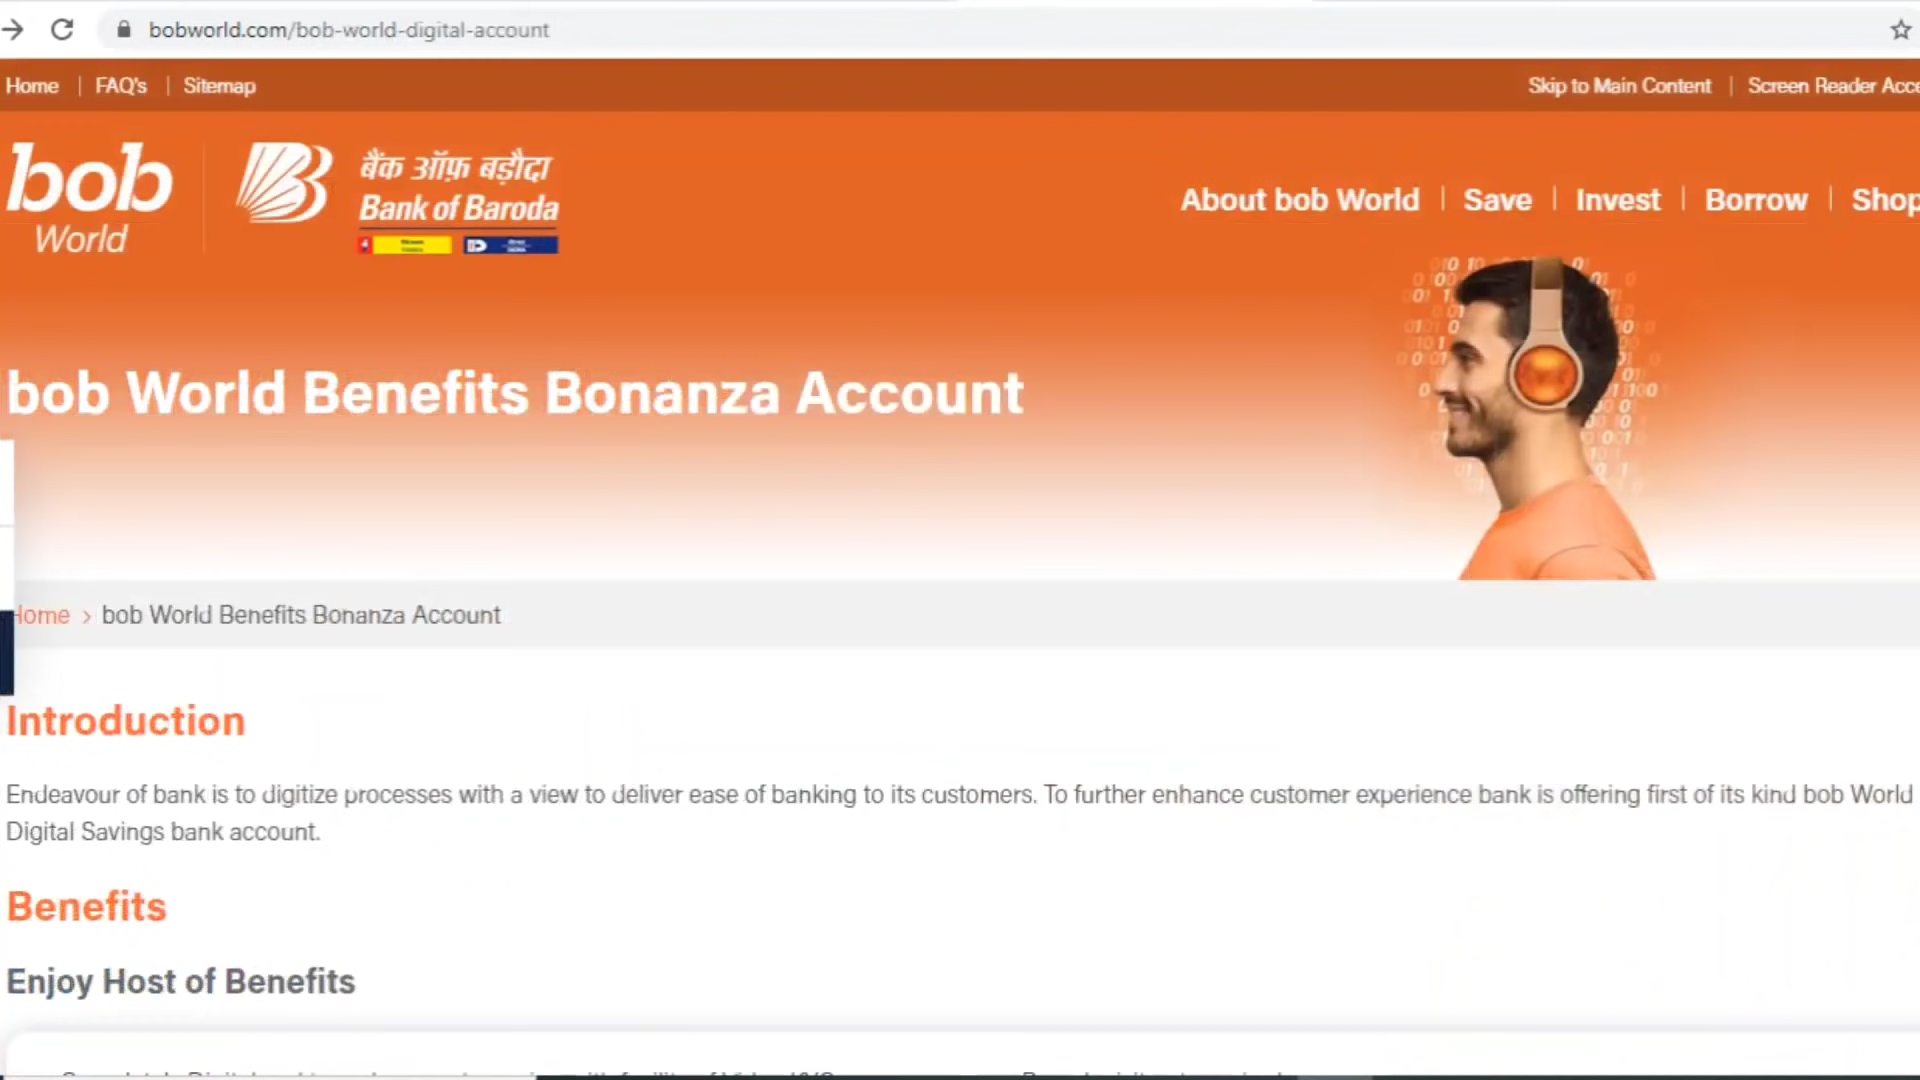 bobworld.com/bob-world-digital-account
Home | FAQ's | Sitemap
Skip to Main Content | Screen Reader Acce
bob
World
बैंक ऑफ़ बड़ौदा
Bank of Baroda
About bob World | Save | Invest | Borrow | Shop
bob World Benefits Bonanza Account
Home > bob World Benefits Bonanza Account
Introduction
Endeavour of bank is to digitize processes with a view to deliver ease of banking to its customers. To further enhance customer experience bank is offering first of its kind bob World
Digital Savings bank account.
Benefits
Enjoy Host of Benefits